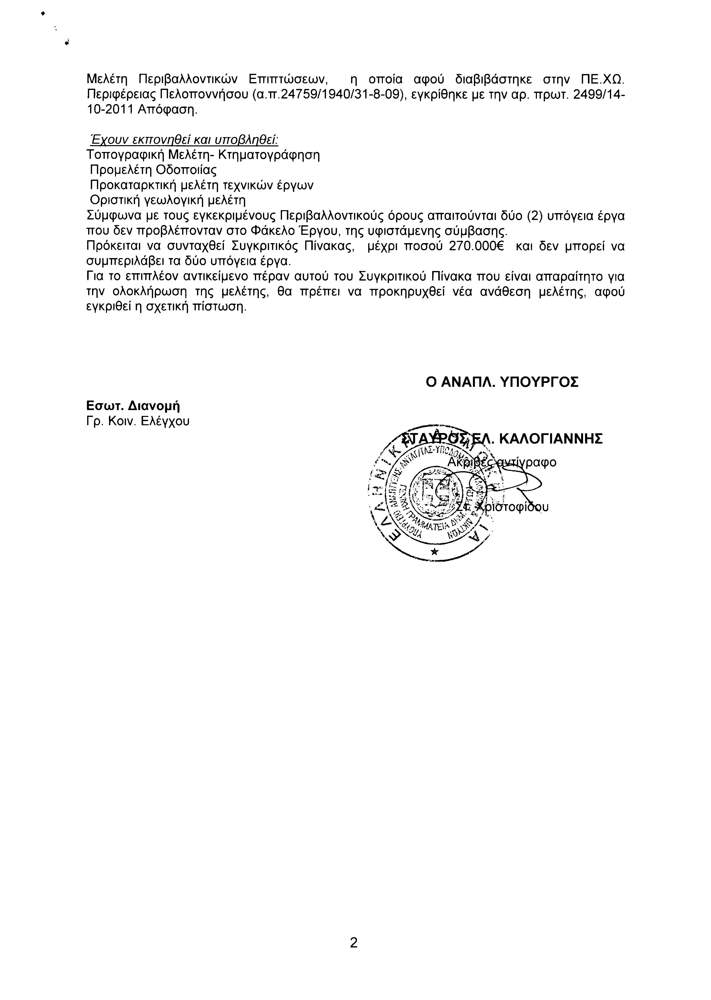 Μελέτη Περιβαλλοντικών Επιπτώσεων, η οποία αφού διαβιβάστηκε στην ΠΕ.ΧΩ.
Περιφέρειας Πελοποννήσου (α.π.24759/1940/31-8-09), εγκρίθηκε με την αρ. πρωτ. 2499/14-
10-2011 Απόφαση.
Έχουν εκπονηθεί και υποβληθεί:
Τοπογραφική Μελέτη- Κτηματογράφηση
Προμελέτη Οδοποιίας
Προκαταρκτική μελέτη τεχνικών έργων
Οριστική γεωλογική μελέτη
Σύμφωνα με τους εγκεκριμένους Περιβαλλοντικούς όρους απαιτούνται δύο (2) υπόγεια έργα
που δεν προβλέπονταν στο Φάκελο Έργου, της υφιστάμενης σύμβασης.
Πρόκειται να συνταχθεί Συγκριτικός Πίνακας, μέχρι ποσού 270.000€ και δεν μπορεί να
συμπεριλάβει τα δύο υπόγεια έργα.
Για το επιπλέον αντικείμενο πέραν αυτού του Συγκριτικού Πίνακα που είναι απαραίτητο για
την ολοκλήρωση της μελέτης, θα πρέπει να προκηρυχθεί νέα ανάθεση μελέτης, αφού
εγκριθεί η σχετική πίστωση.
Ο ΑΝΑΠΛ. ΥΠΟΥΡΓΟΣ
Εσωτ. Διανομή
Γρ. Κοιν. Ελέγχου
ΣΤΑΥΡΟΣ ΕΛ. ΚΑΛΟΓΙΑΝΝΗΣ
Ακριβές αντίγραφο
Στ. Χριστοφίδου
ΕΛΛΗΝΙΚΗ ΔΗΜΟΚΡΑΤΙΑ
ΓΡΑΜΜΑΤΕΙΑ
2